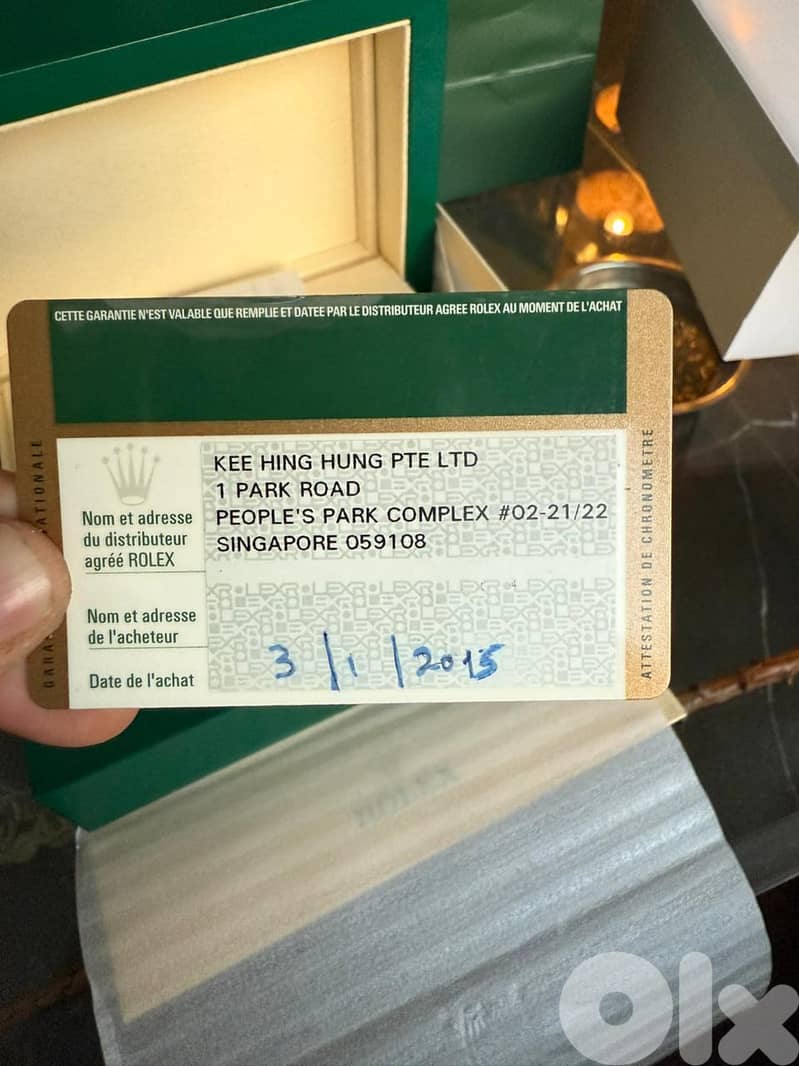 CETTE GARANTIE N'EST VALABLE QUE REMPLIE ET DATEE PAR LE DISTRIBUTEUR AGREE ROLEX AU MOMENT DE L'ACHAT
Nom et adresse
du distributeur
agréé ROLEX
KEE HING HUNG PTE LTD
1 PARK ROAD
PEOPLE'S PARK COMPLEX #02-21/22
SINGAPORE 059108
Nom et adresse
de l'acheteur
Date de l'achat
3/1/2015
ATTESTATION DE CHRONOMETRE
ROLEX
olx